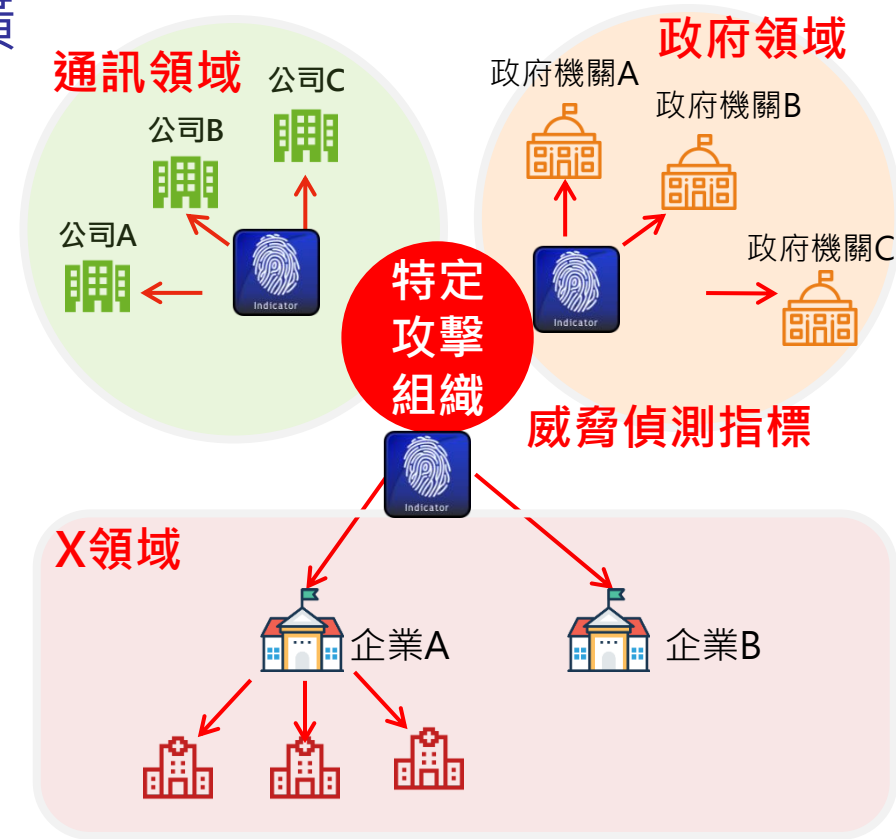 通訊領域
公司C
公司B
公司A
Indicator
政府領域
政府機關A
政府機關B
政府機關C
Indicator
特定
攻擊
組織
威脅偵測指標
Indicator
X領域
企業A
企業B